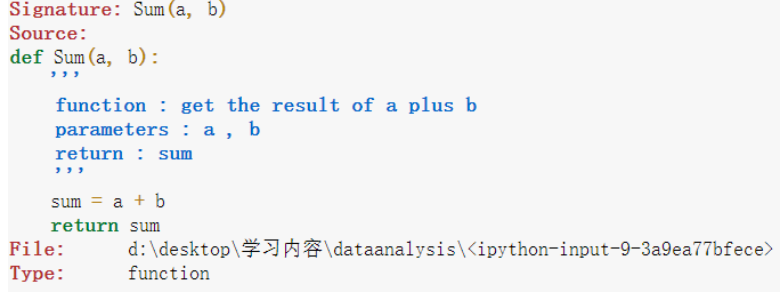 Signature: Sum(a, b)
Source:
def Sum(a, b):
    '''
    function : get the result of a plus b
    parameters : a , b
    return : sum
    '''
    sum = a + b
    return sum
File:      d:\desktop\学习内容\dataanalysis\<ipython-input-9-3a9ea77bfece>
Type:      function